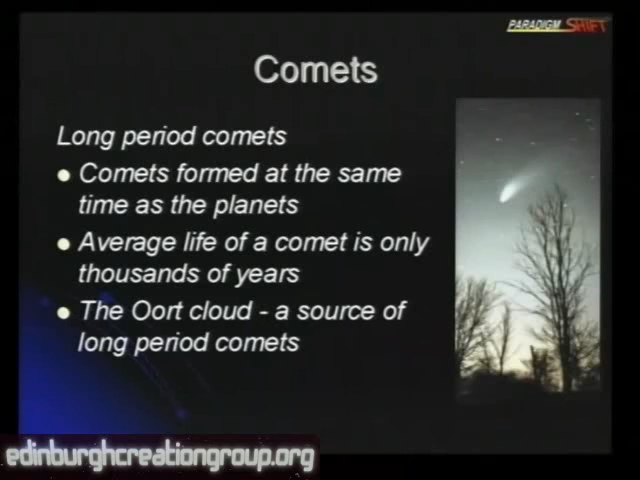 PARADIGM SHIFT
Comets
Long period comets
Comets formed at the same
time as the planets
Average life of a comet is only
thousands of years
The Oort cloud - a source of
long period comets
edinburghcreationgroup.org